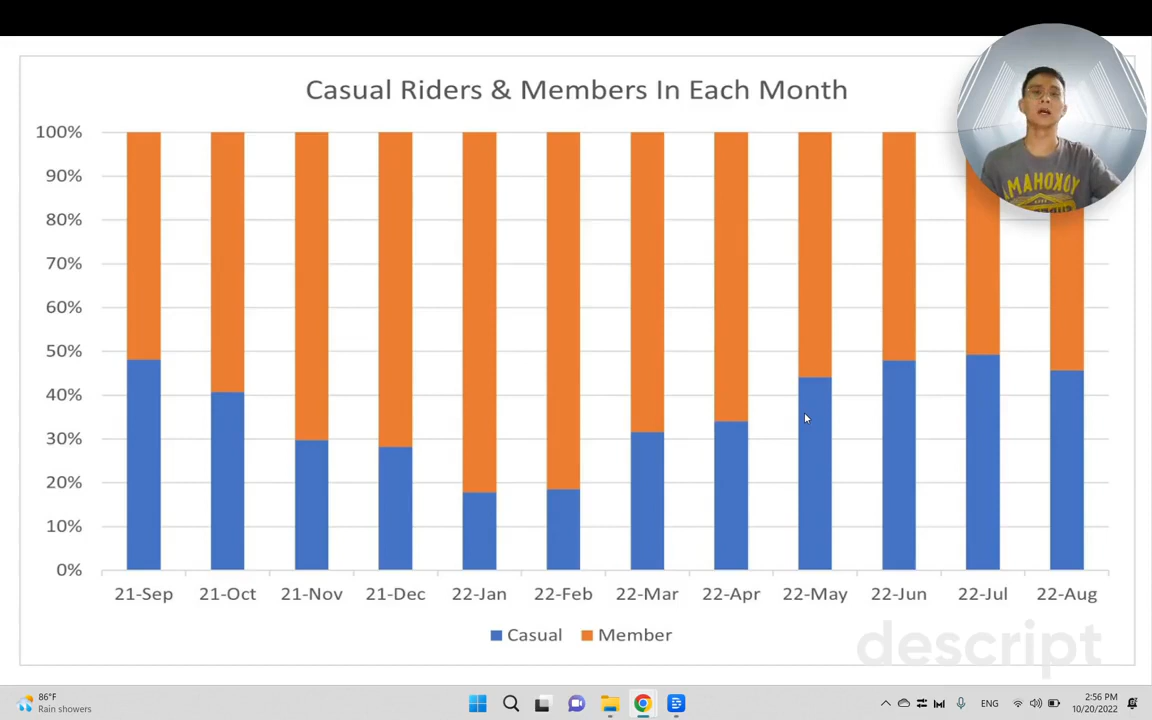 Casual Riders & Members In Each Month
100%
90%
80%
70%
60%
50%
40%
30%
20%
10%
0%
21-Sep 21-Oct 21-Nov 21-Dec 22-Jan 22-Feb 22-Mar 22-Apr 22-May 22-Jun 22-Jul 22-Aug
Casual Member
YOKOHAMA
descript
86°F
Rain showers
ENG
2:56 PM
10/20/2022